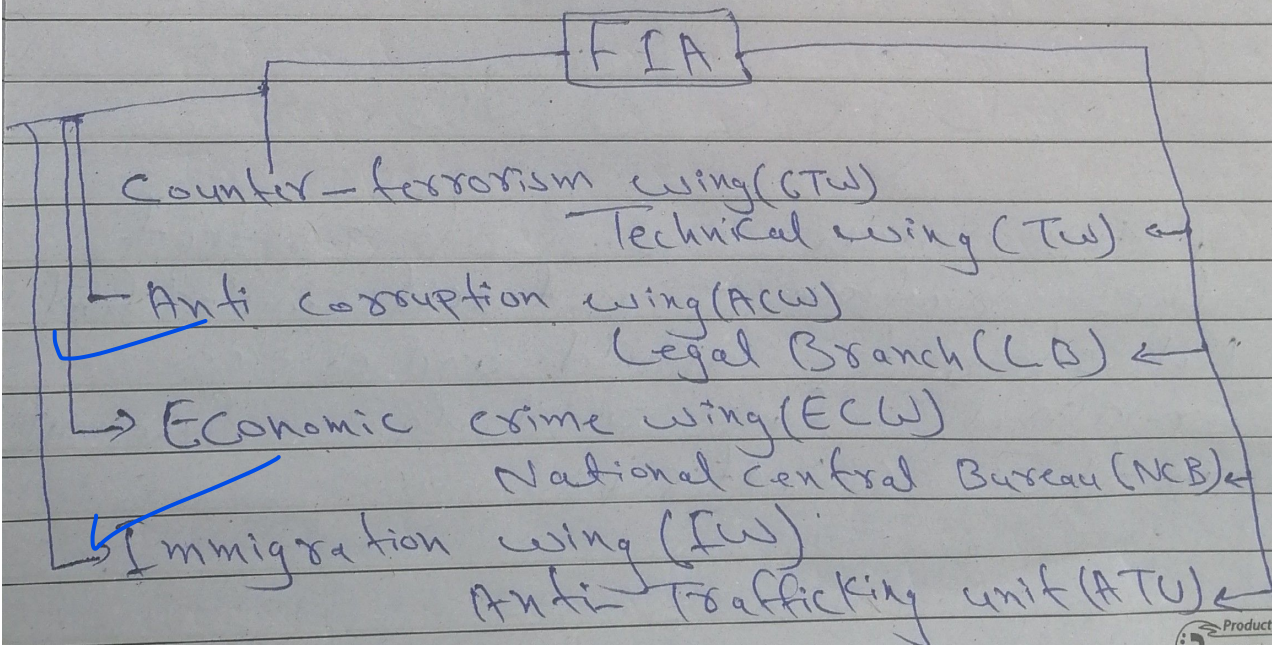 FIA
Counter-terrorism wing (CTW)
Technical wing (TW)
Anti corruption wing (ACW)
Legal Branch (LB)
Economic crime wing (ECW)
National Central Bureau (NCB)
Immigration wing (IW)
Anti-Trafficking unit (ATU)
Product